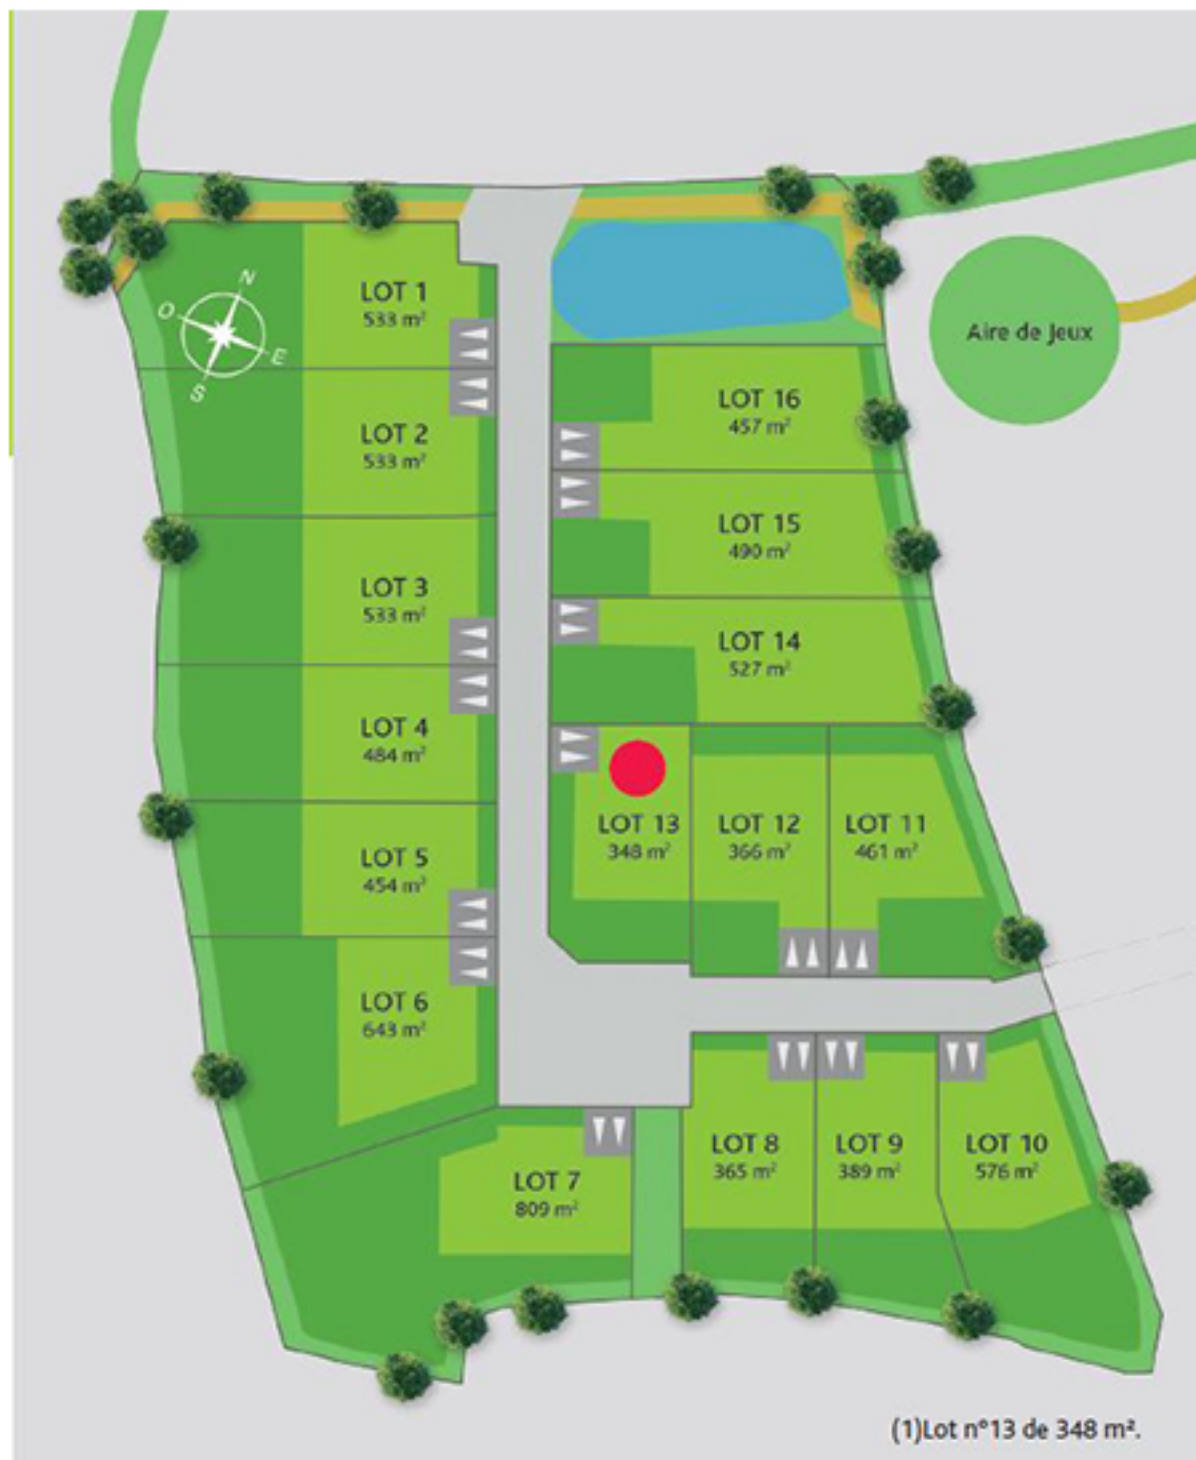 N
O
E
S
LOT 1
533 m²
LOT 2
533 m²
LOT 3
533 m²
LOT 4
484 m²
LOT 5
454 m²
LOT 6
643 m²
LOT 7
809 m²
LOT 8
365 m²
LOT 9
389 m²
LOT 10
576 m²
LOT 11
461 m²
LOT 12
366 m²
LOT 13
348 m²
LOT 14
527 m²
LOT 15
490 m²
LOT 16
457 m²
Aire de Jeux
(1)Lot n°13 de 348 m².